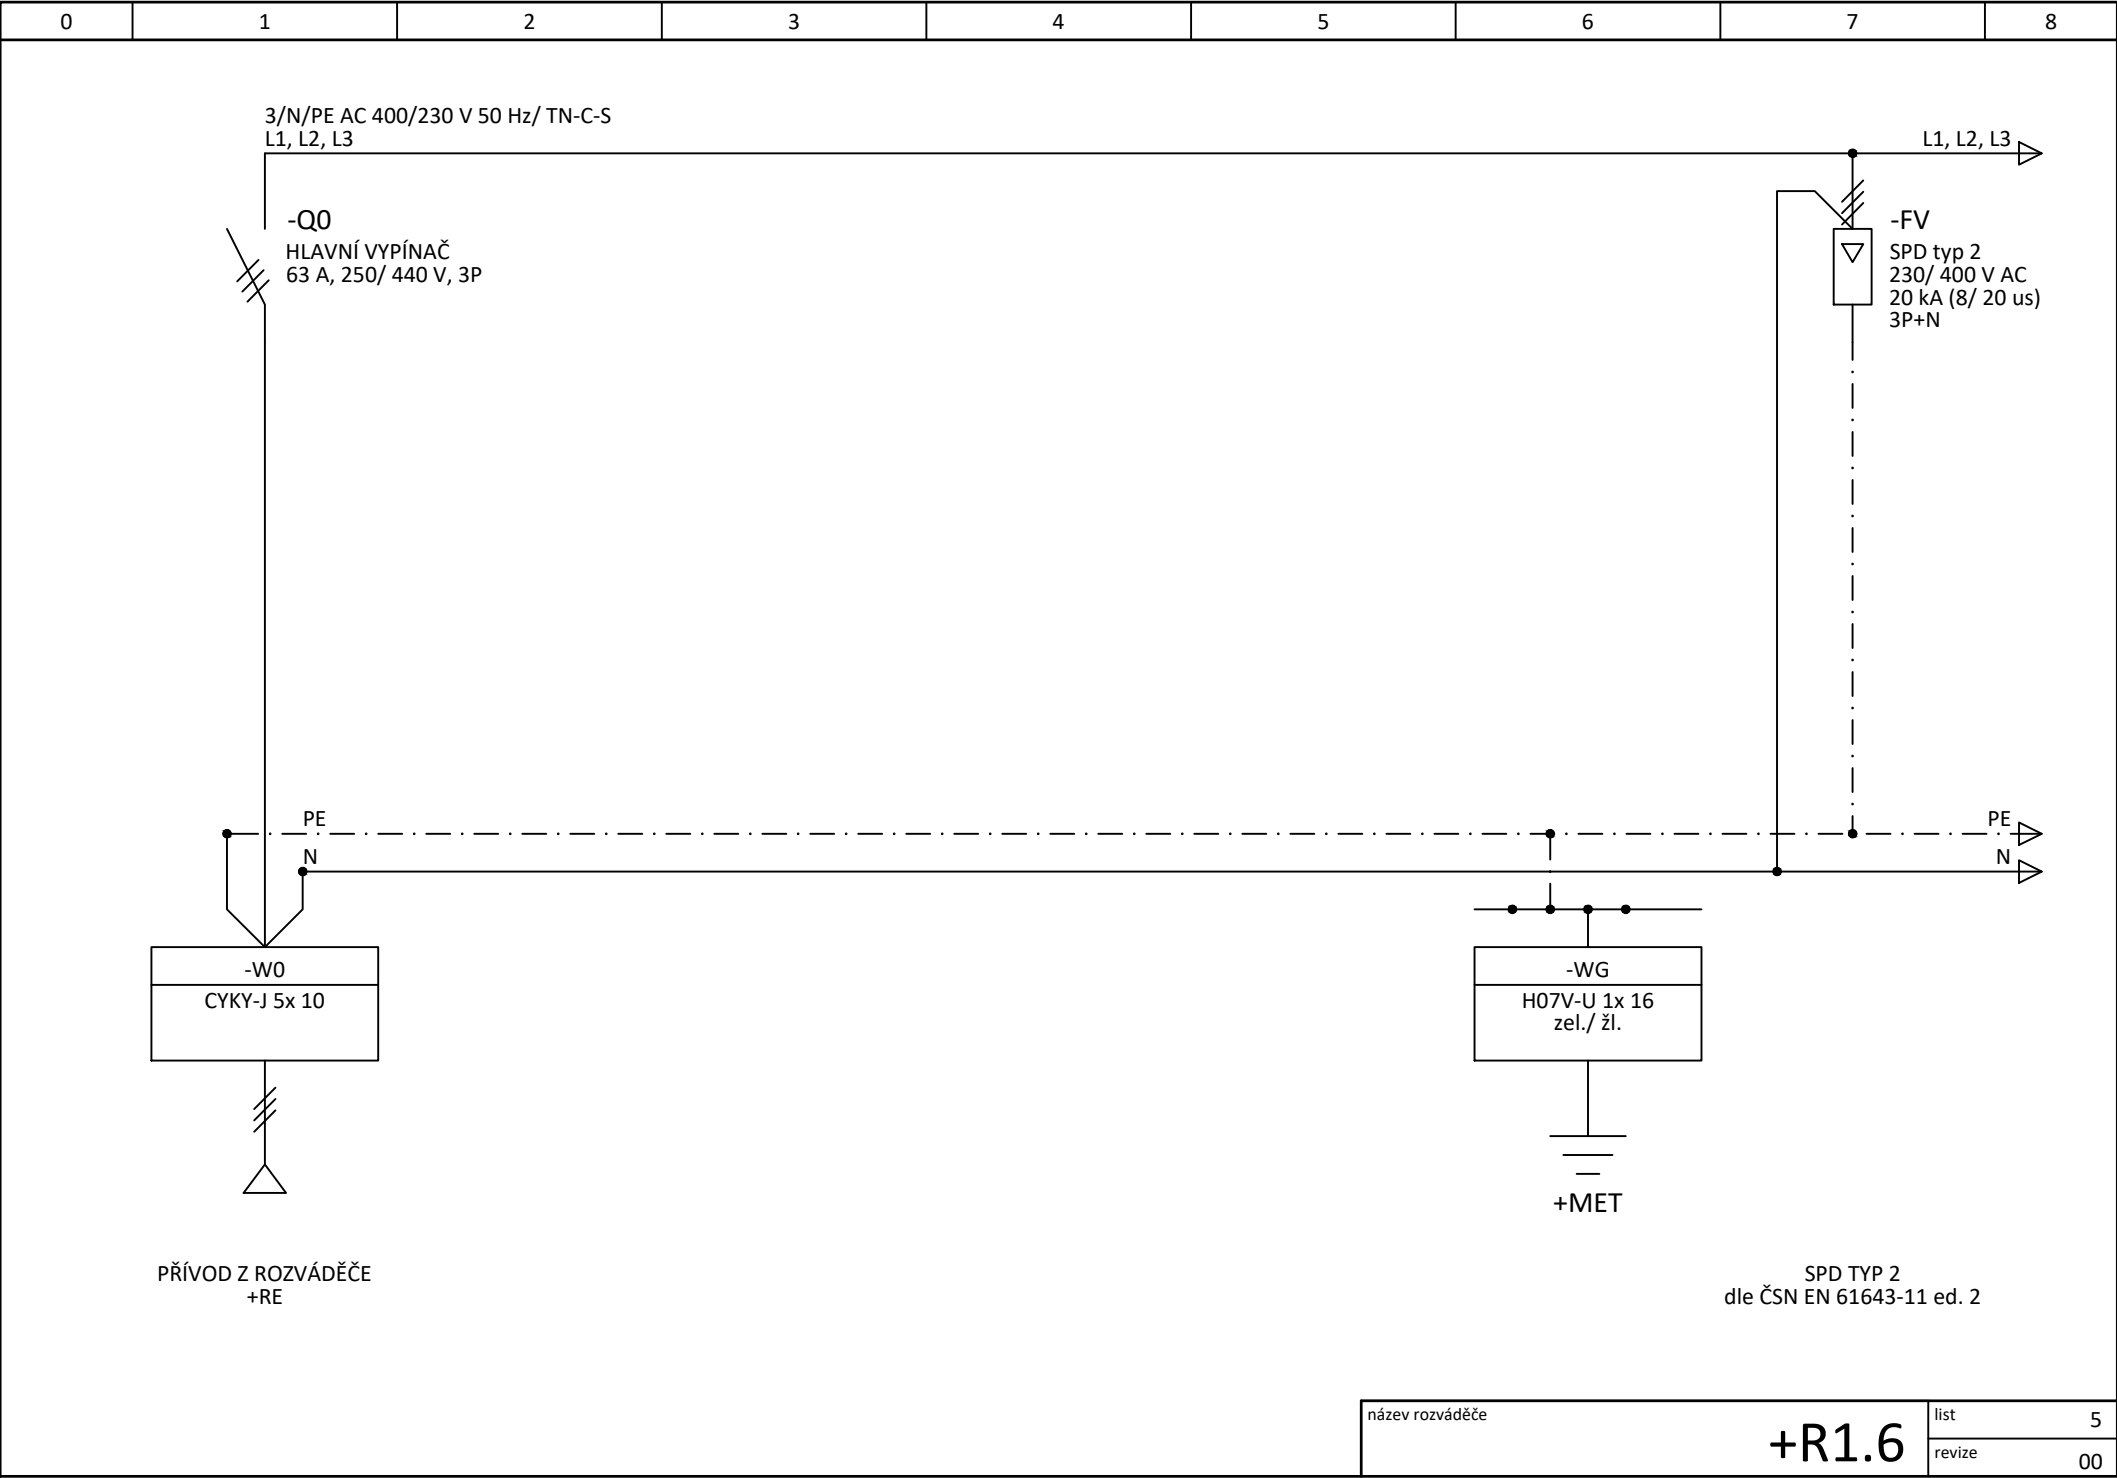 0 1 2 3 4 5 6 7 8
3/N/PE AC 400/230 V 50 Hz/ TN-C-S
L1, L2, L3
L1, L2, L3
-Q0
HLAVNÍ VYPÍNAČ
63 A, 250/ 440 V, 3P
-FV
SPD typ 2
230/ 400 V AC
20 kA (8/ 20 us)
3P+N
PE
PE
N
N
-W0
CYKY-J 5x 10
-WG
H07V-U 1x 16
zel./ žl.
+MET
PŘÍVOD Z ROZVÁDĚČE
+RE
SPD TYP 2
dle ČSN EN 61643-11 ed. 2
název rozváděče
+R1.6
list 5
revize 00